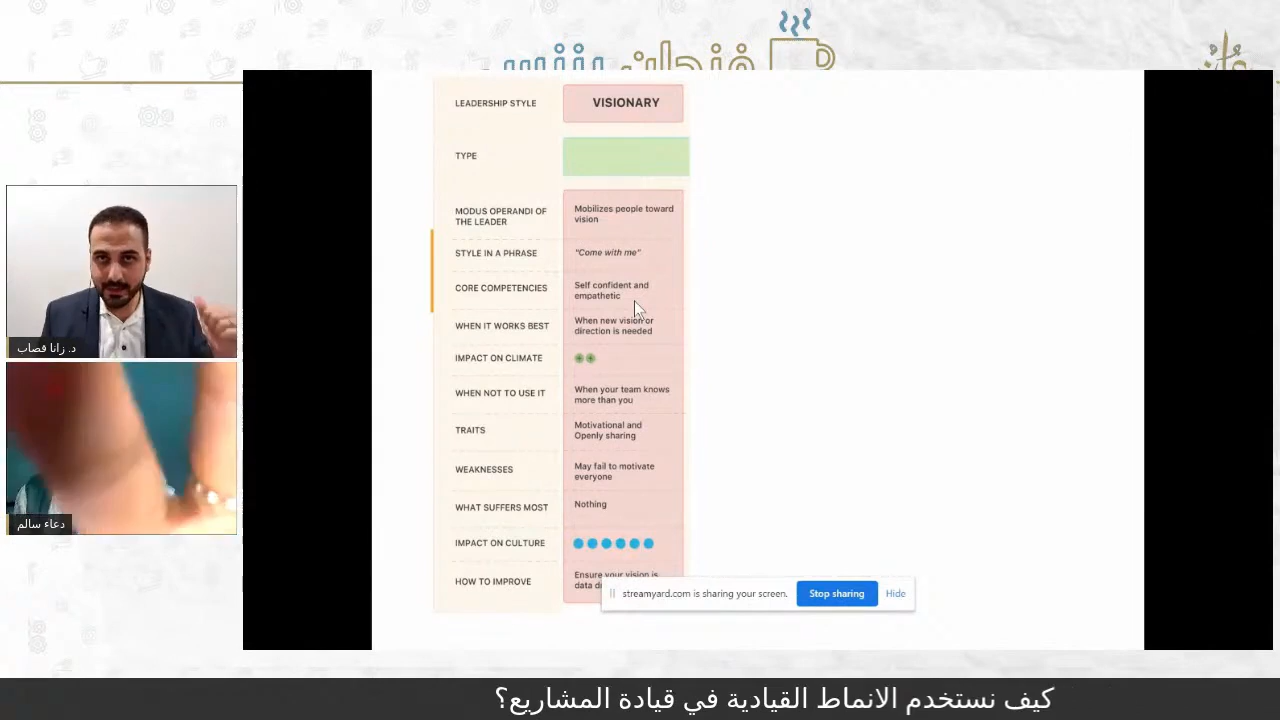 فنجان بزنس
LEADERSHIP STYLE
VISIONARY
TYPE
MODUS OPERANDI OF
THE LEADER
Mobilizes people toward
vision
STYLE IN A PHRASE
"Come with me"
CORE COMPETENCIES
Self confident and
empathetic
WHEN IT WORKS BEST
When new vision or
direction is needed
IMPACT ON CLIMATE
WHEN NOT TO USE IT
When your team knows
more than you
TRAITS
Motivational and
Openly sharing
WEAKNESSES
May fail to motivate
everyone
WHAT SUFFERS MOST
Nothing
IMPACT ON CULTURE
HOW TO IMPROVE
Ensure your vision is
data
streamyard.com is sharing your screen.
Stop sharing
Hide
د. زانا قصاب
دعاء سالم
كيف نستخدم الانماط القيادية في قيادة المشاريع؟